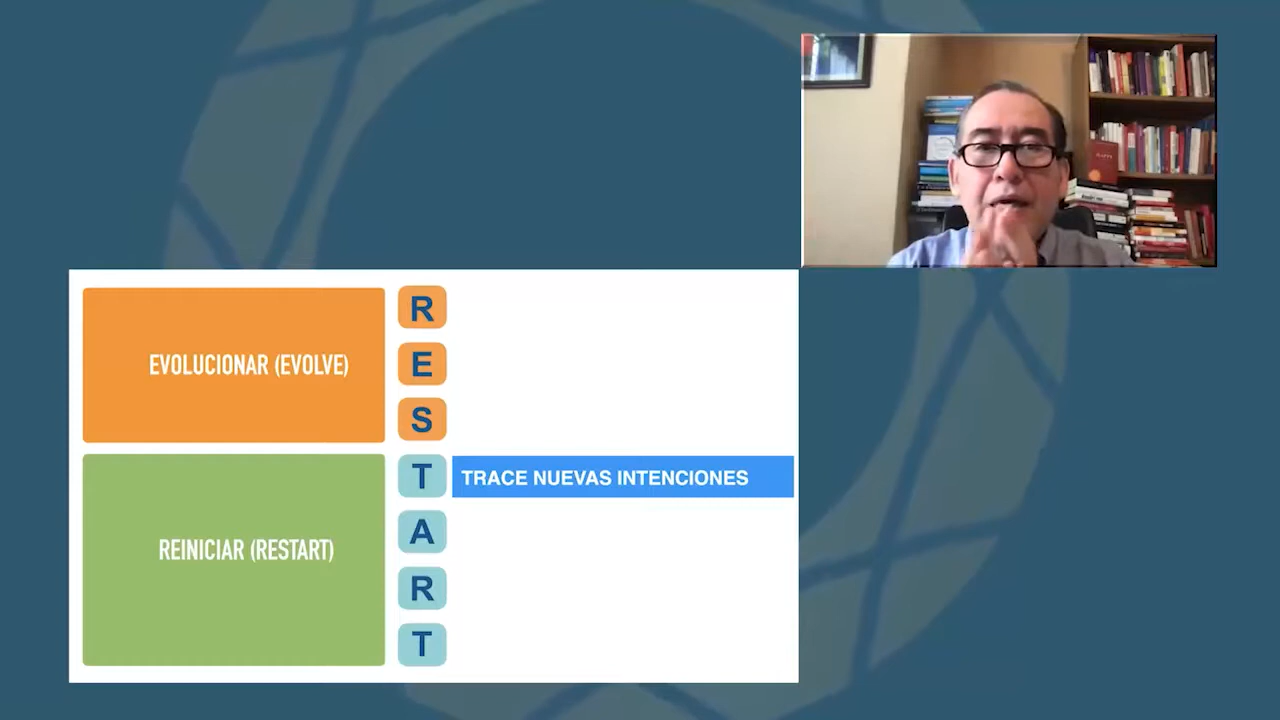 EVOLUCIONAR (EVOLVE)
REINICIAR (RESTART)
R
E
S
T
TRACE NUEVAS INTENCIONES
A
R
T